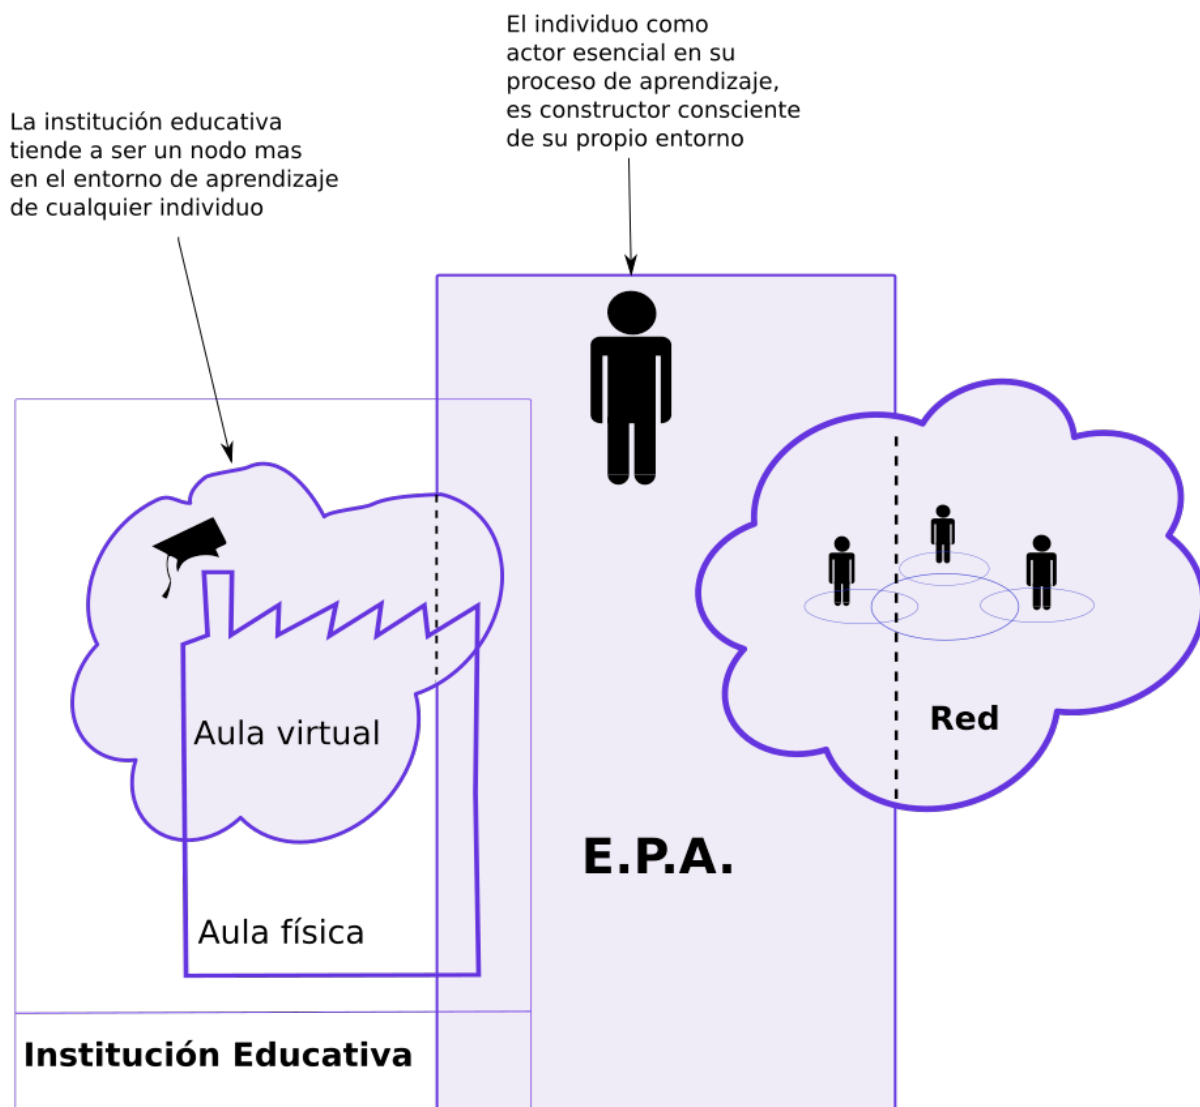 El individuo como
actor esencial en su
proceso de aprendizaje,
es constructor consciente
de su propio entorno
La institución educativa
tiende a ser un nodo mas
en el entorno de aprendizaje
de cualquier individuo
Red
Aula virtual
E.P.A.
Aula física
Institución Educativa